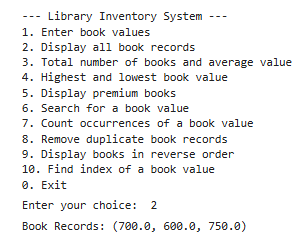 --- Library Inventory System ---
1. Enter book values
2. Display all book records
3. Total number of books and average value
4. Highest and lowest book value
5. Display premium books
6. Search for a book value
7. Count occurrences of a book value
8. Remove duplicate book records
9. Display books in reverse order
10. Find index of a book value
0. Exit
Enter your choice:  2
Book Records: (700.0, 600.0, 750.0)